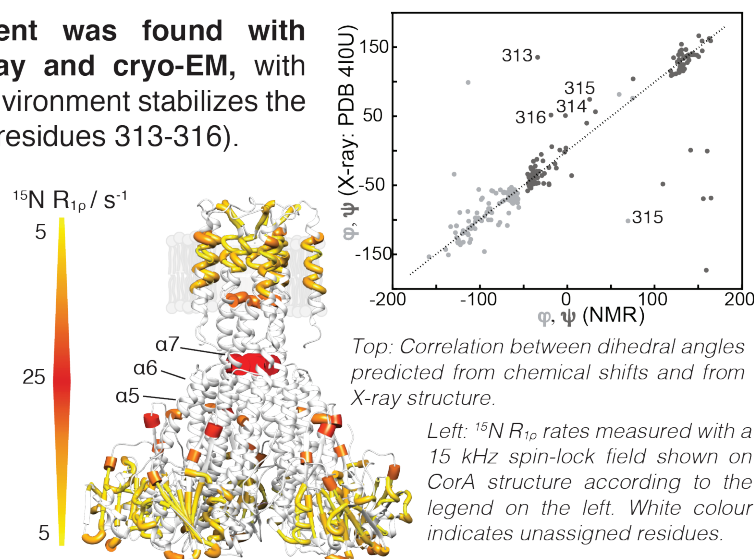 ent was found with
ay and cryo-EM, with
vironment stabilizes the
residues 313-316).
¹⁵N R₁ρ / s⁻¹
5
25
5
α7
α6
α5
φ, ψ (X-ray: PDB 4I0U)
150
50
-50
-150
313
315
314
316
315
-200
-100
0
100
200
φ, ψ (NMR)
Top: Correlation between dihedral angles
predicted from chemical shifts and from
X-ray structure.
Left: ¹⁵N R₁ρ rates measured with a
15 kHz spin-lock field shown on
CorA structure according to the
legend on the left. White colour
indicates unassigned residues.